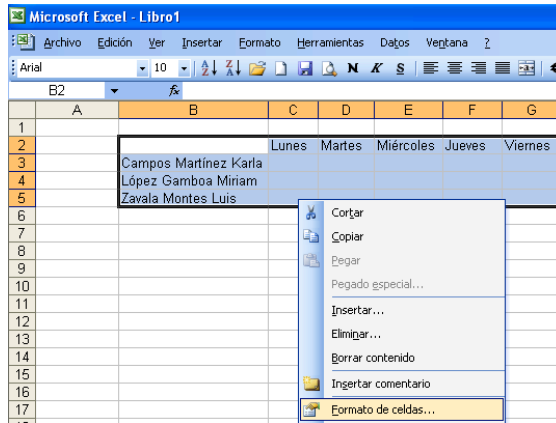 Microsoft Excel - Libro1
Archivo Edición Ver Insertar Formato Herramientas Datos Ventana ?
Arial 10 A Z Z A N K S
B2 fx
A B C D E F G
1
2 Lunes Martes Miércoles Jueves Viernes
3 Campos Martínez Karla
4 López Gamboa Miriam
5 Zavala Montes Luis
6 Cortar
7 Copiar
8 Pegar
9
10 Pegado especial...
11 Insertar...
12
13 Eliminar...
14 Borrar contenido
15 Insertar comentario
16
17 Formato de celdas...